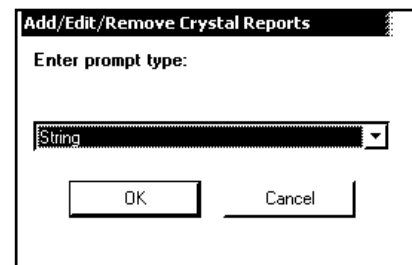 Add/Edit/Remove Crystal Reports
Enter prompt type:
String
OK
Cancel